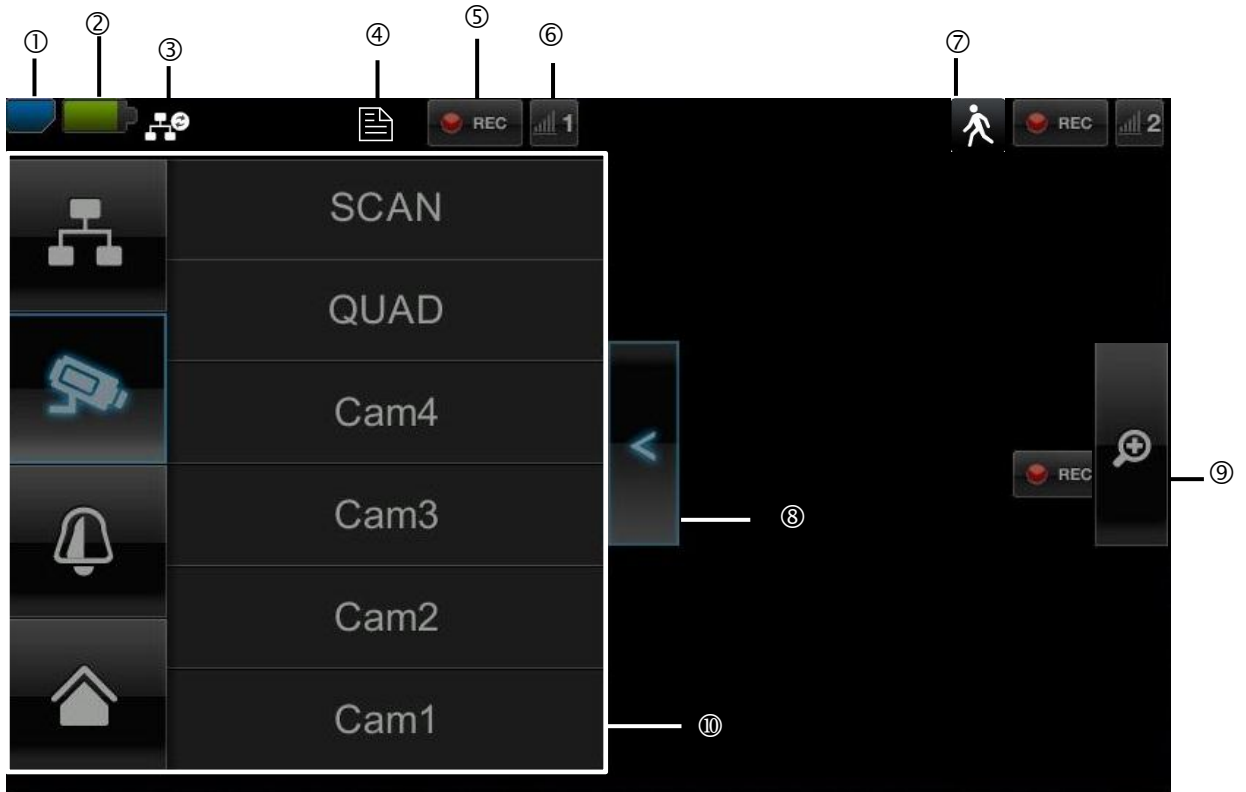 ① ② ③ ④ ⑤ ⑥ ⑦
REC 1 REC 2
SCAN
QUAD
Cam4
<
REC
⑨
Cam3
⑧
Cam2
Cam1
⑩